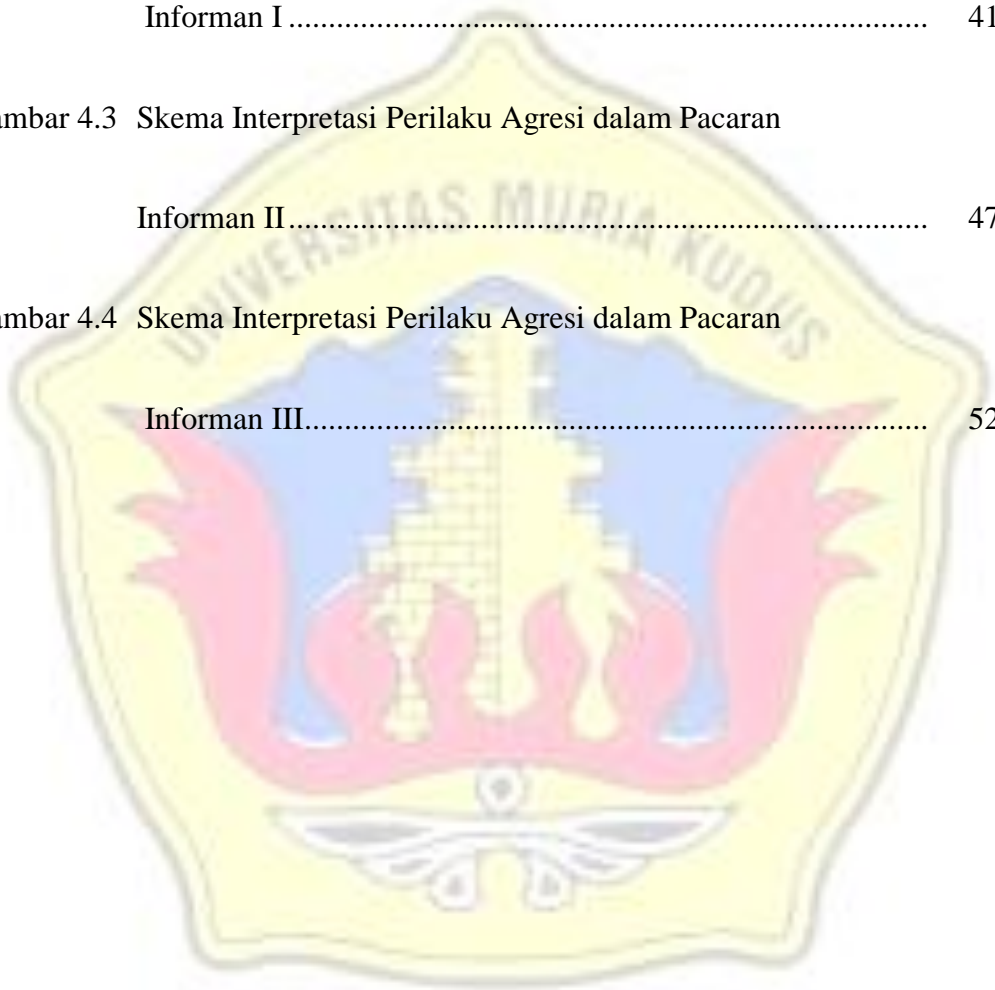 Informan I ................................................................................ 41
ambar 4.3 Skema Interpretasi Perilaku Agresi dalam Pacaran
Informan II ................................................................................ 47
ambar 4.4 Skema Interpretasi Perilaku Agresi dalam Pacaran
Informan III .............................................................................. 52
UNIVERSITAS MURIA KUDUS